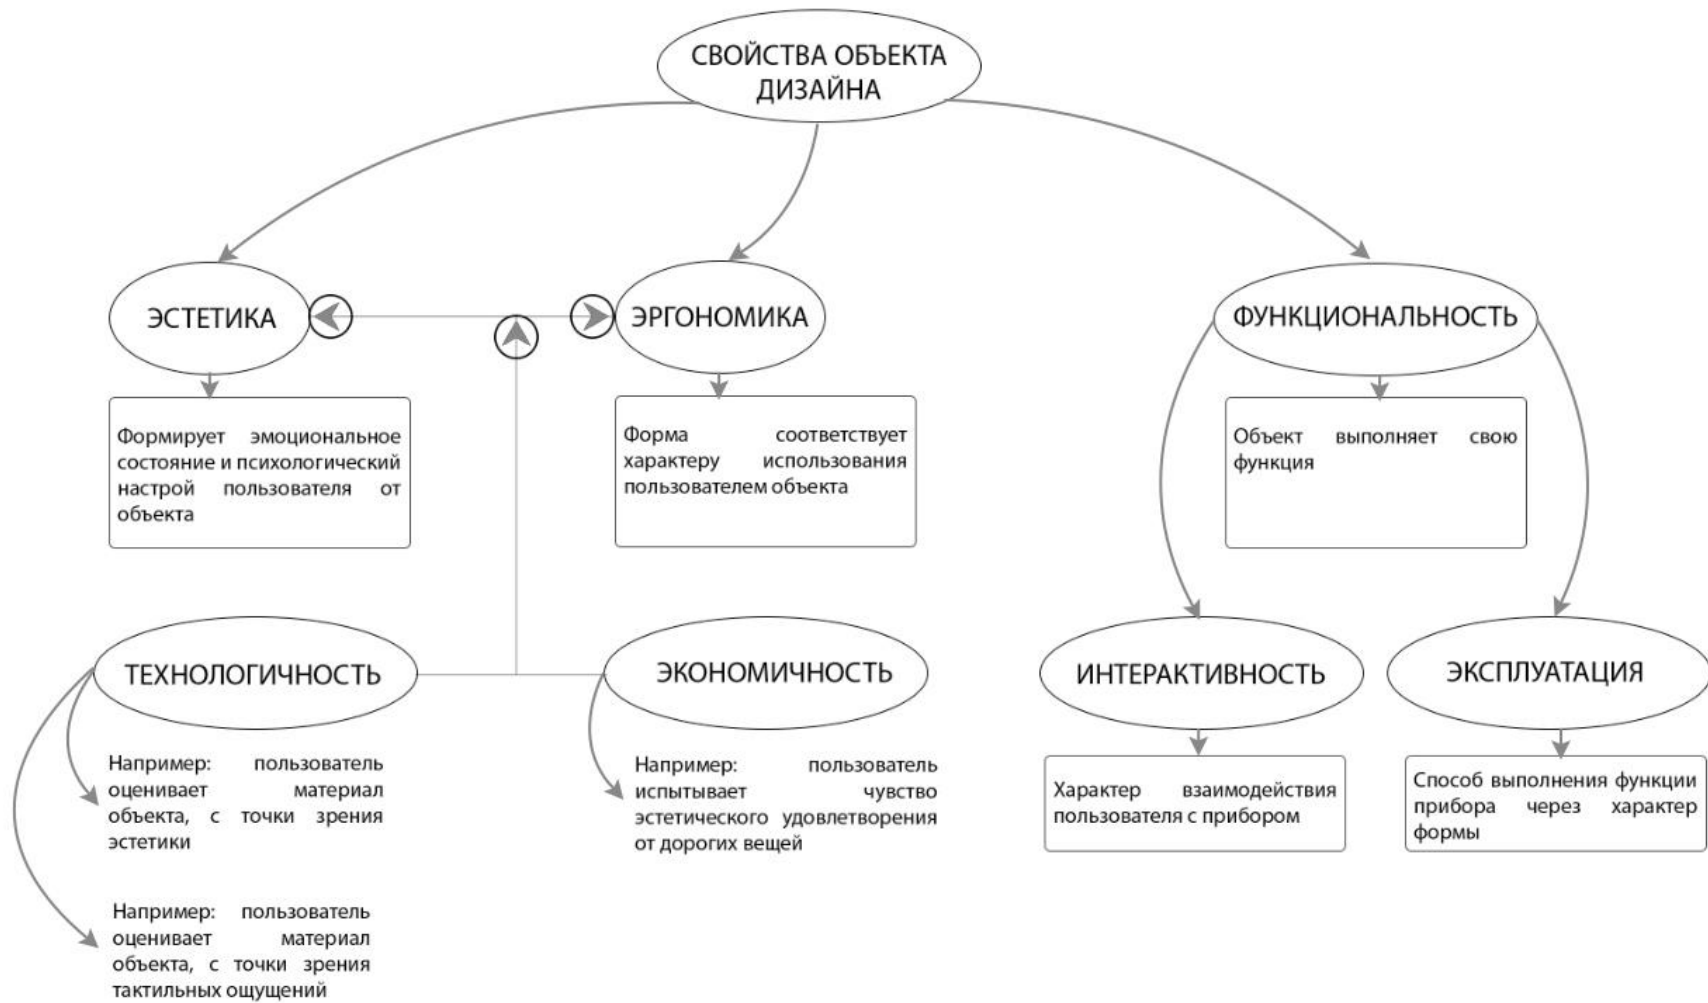 СВОЙСТВА ОБЪЕКТА
ДИЗАЙНА
ЭСТЕТИКА
ЭРГОНОМИКА
ФУНКЦИОНАЛЬНОСТЬ
Формирует эмоциональное
состояние и психологический
настрой пользователя от
объекта
Форма соответствует
характеру использования
пользователем объекта
Объект выполняет свою
функция
ТЕХНОЛОГИЧНОСТЬ
ЭКОНОМИЧНОСТЬ
ИНТЕРАКТИВНОСТЬ
ЭКСПЛУАТАЦИЯ
Например: пользователь
оценивает материал
объекта, с точки зрения
эстетики
Например: пользователь
испытывает чувство
эстетического удовлетворения
от дорогих вещей
Характер взаимодействия
пользователя с прибором
Способ выполнения функции
прибора через характер
формы
Например: пользователь
оценивает материал
объекта, с точки зрения
тактильных ощущений